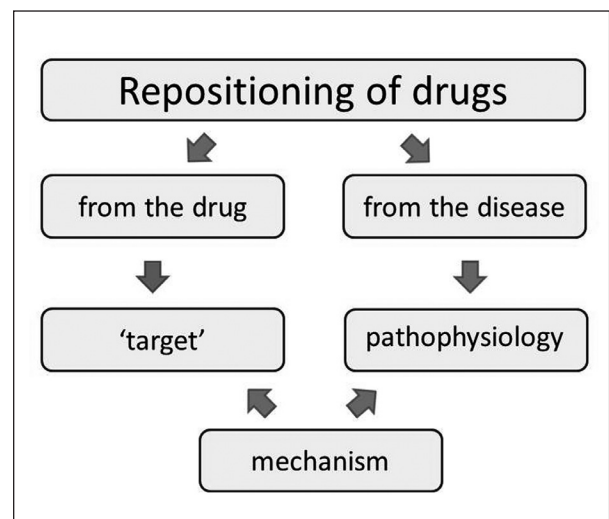 Repositioning of drugs
from the drug
from the disease
‘target’
pathophysiology
mechanism